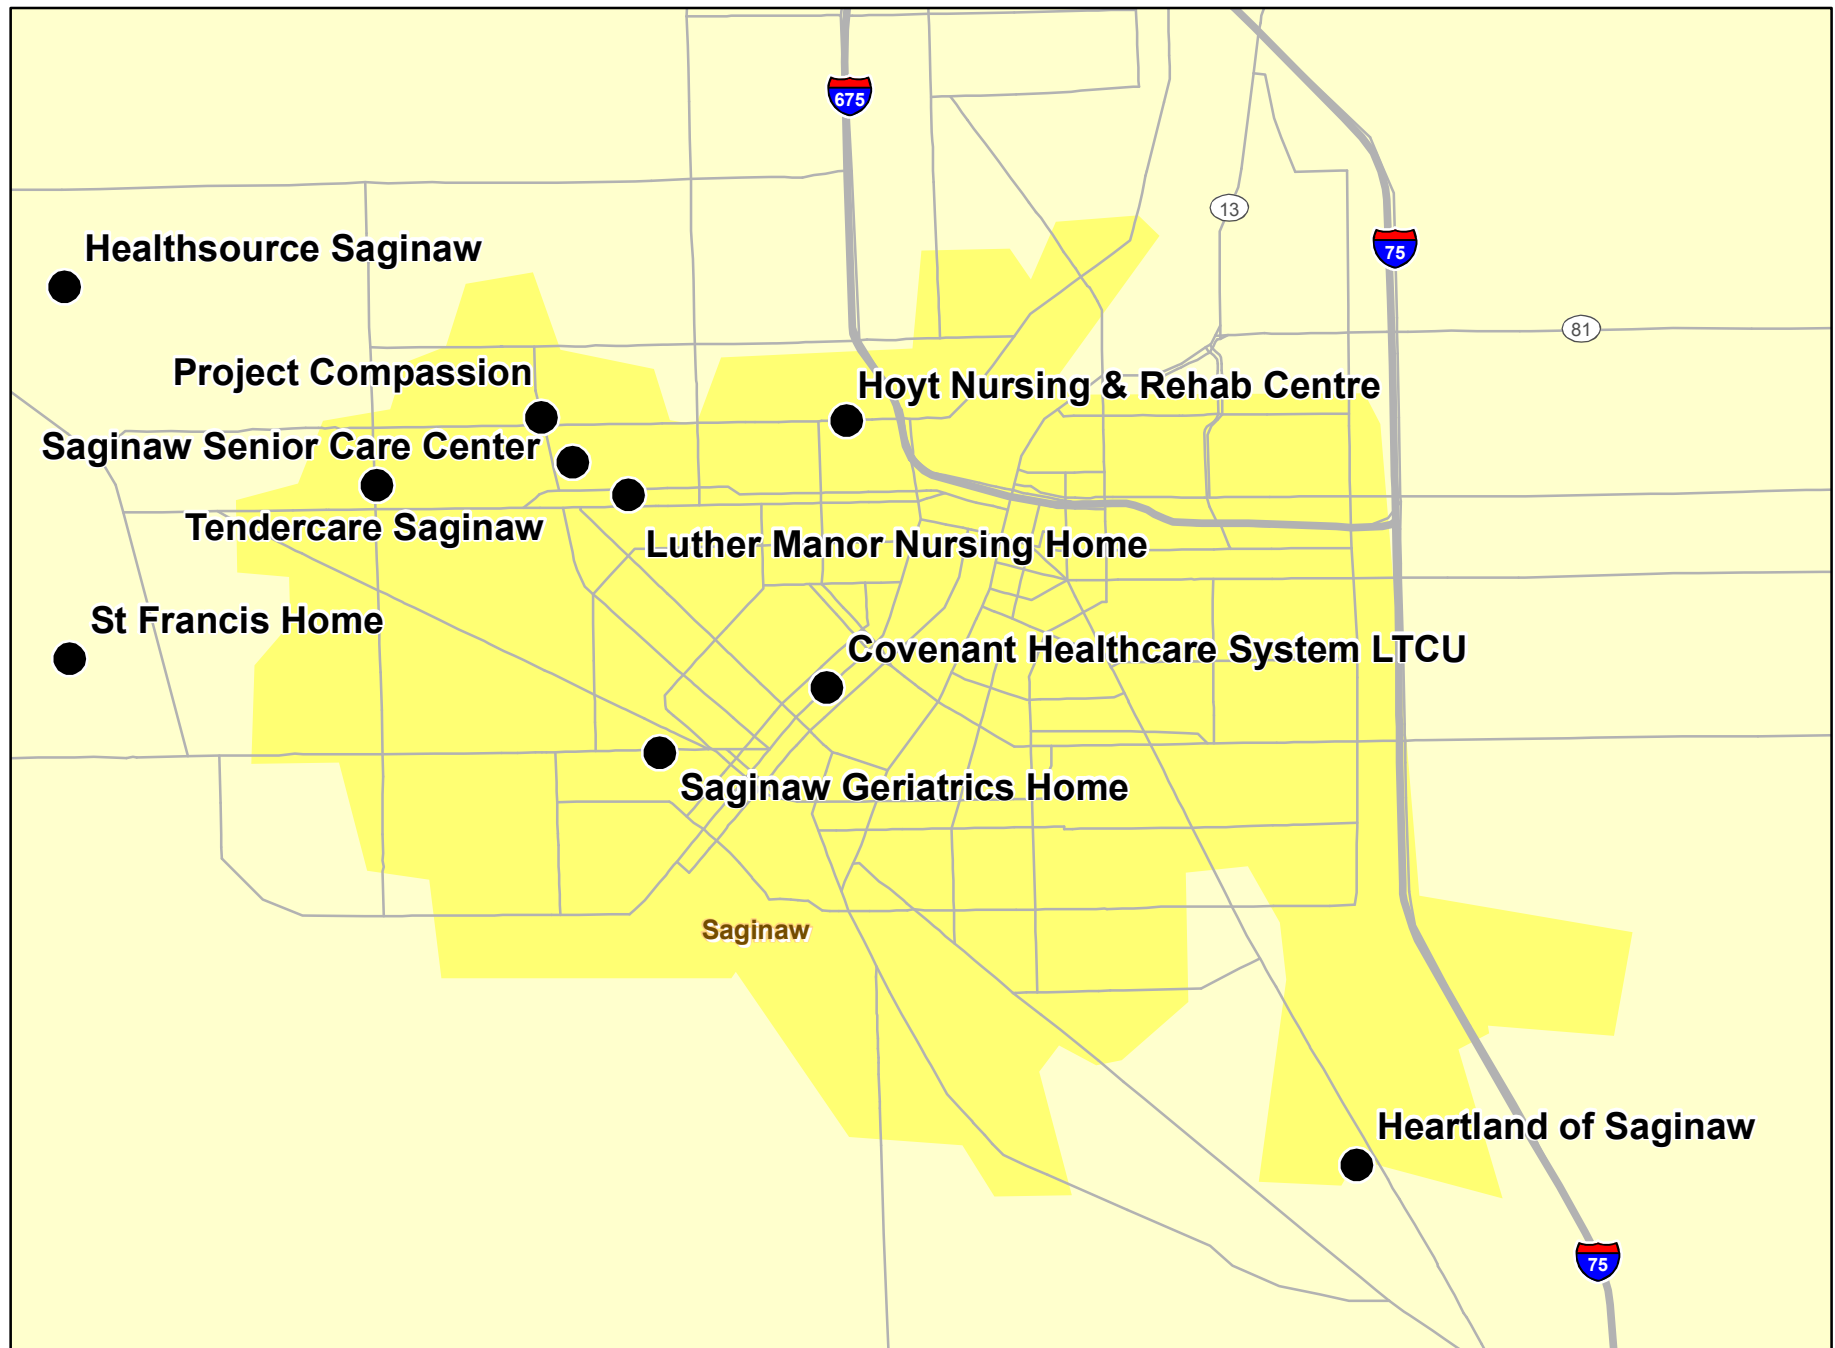 675
13
Healthsource Saginaw
75
81
Project Compassion
Hoyt Nursing & Rehab Centre
Saginaw Senior Care Center
Tendercare Saginaw
Luther Manor Nursing Home
St Francis Home
Covenant Healthcare System LTCU
Saginaw Geriatrics Home
Saginaw
Heartland of Saginaw
75